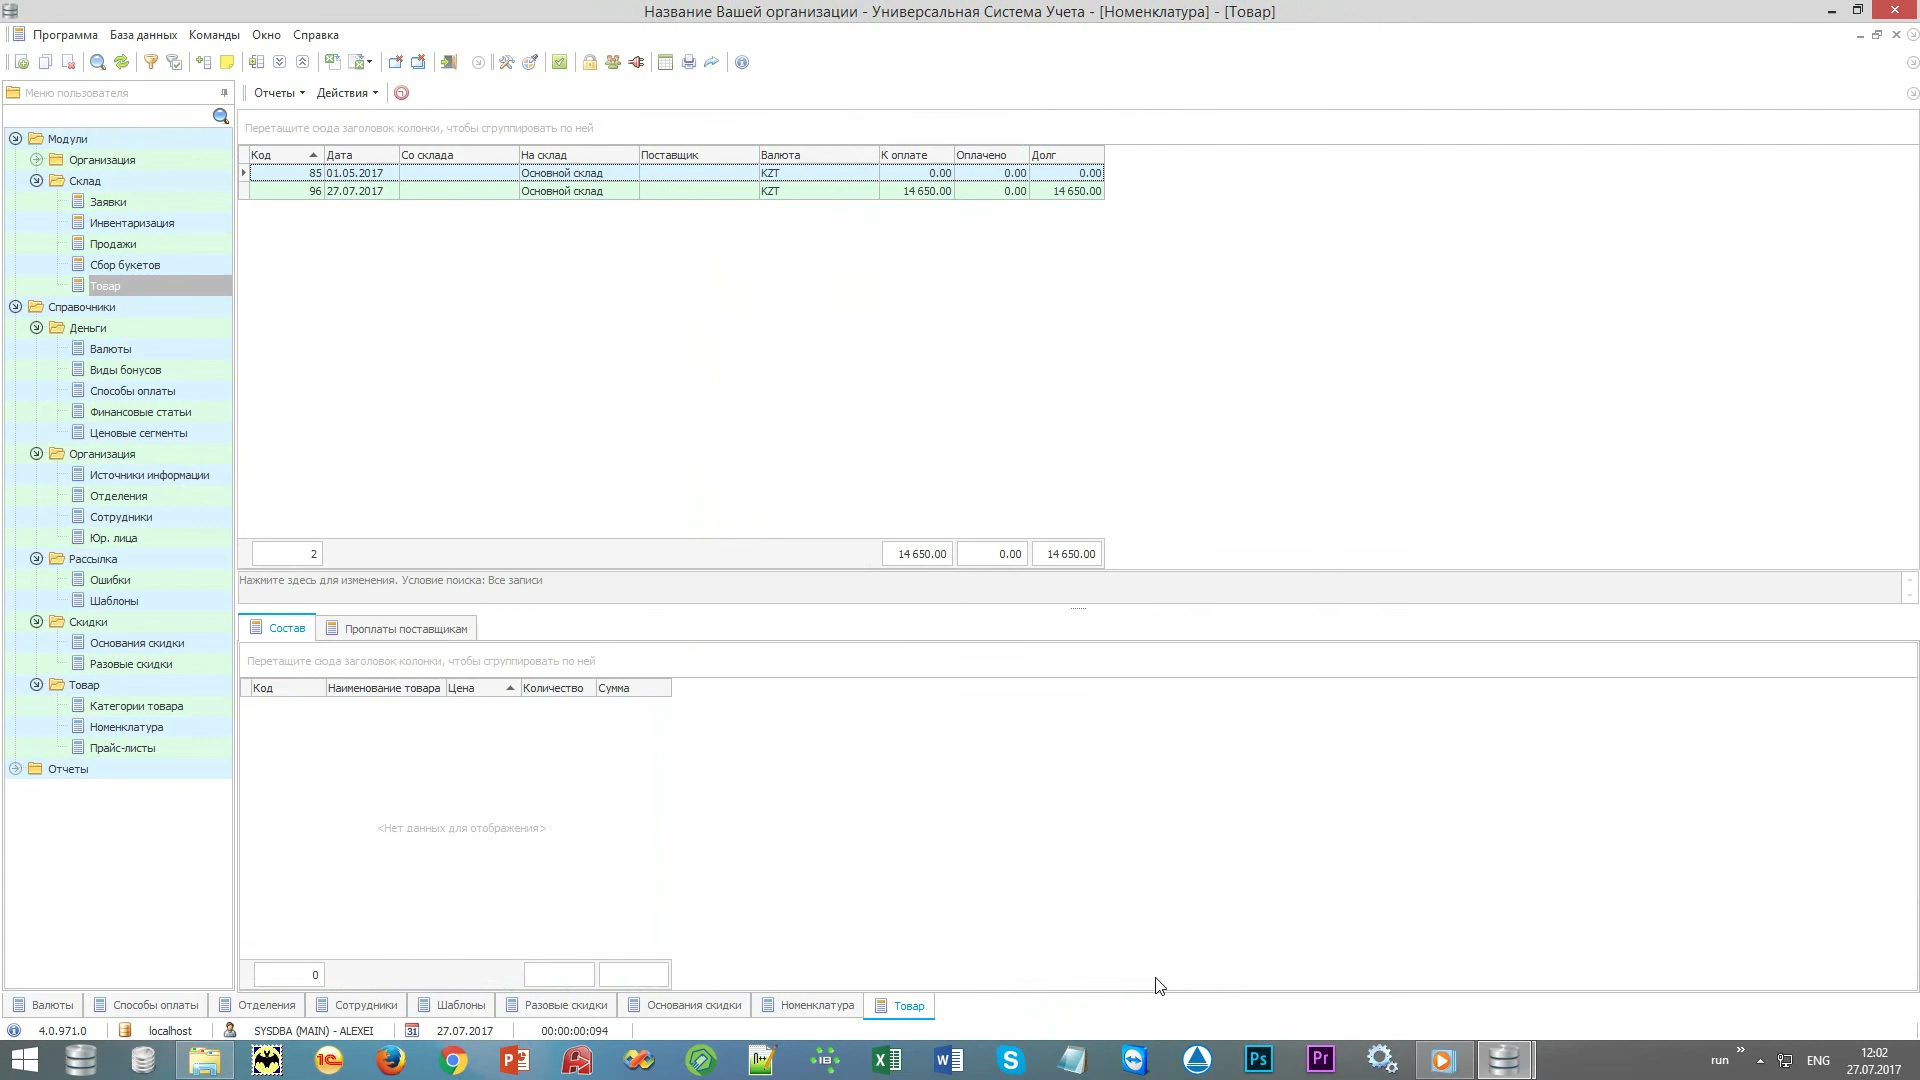 Название Вашей организации - Универсальная Система Учета - [Номенклатура] - [Товар]
Программа База данных Команды Окно Справка
Меню пользователя
Отчеты Действия
Перетащите сюда заголовок колонки, чтобы сгруппировать по ней
Код Дата Со склада На склад Поставщик Валюта К оплате Оплачено Долг
85 01.05.2017 Основной склад KZT 0.00 0.00 0.00
96 27.07.2017 Основной склад KZT 14 650.00 0.00 14 650.00
2 14 650.00 0.00 14 650.00
Нажмите здесь для изменения. Условие поиска: Все записи
Модули
Организация
Склад
Заявки
Инвентаризация
Продажи
Сбор букетов
Товар
Справочники
Деньги
Валюты
Виды бонусов
Способы оплаты
Финансовые статьи
Ценовые сегменты
Организация
Источники информации
Отделения
Сотрудники
Юр. лица
Рассылка
Ошибки
Шаблоны
Скидки
Основания скидки
Разовые скидки
Товар
Категории товара
Номенклатура
Прайс-листы
Отчеты
Состав Проплаты поставщикам
Перетащите сюда заголовок колонки, чтобы сгруппировать по ней
Код Наименование товара Цена Количество Сумма
<Нет данных для отображения>
0
Валюты Способы оплаты Отделения Сотрудники Шаблоны Разовые скидки Основания скидки Номенклатура Товар
4.0.971.0 localhost SYSDBA (MAIN) - ALEXEI 31 27.07.2017 00:00:00:094
run » ENG 12:02
27.07.2017